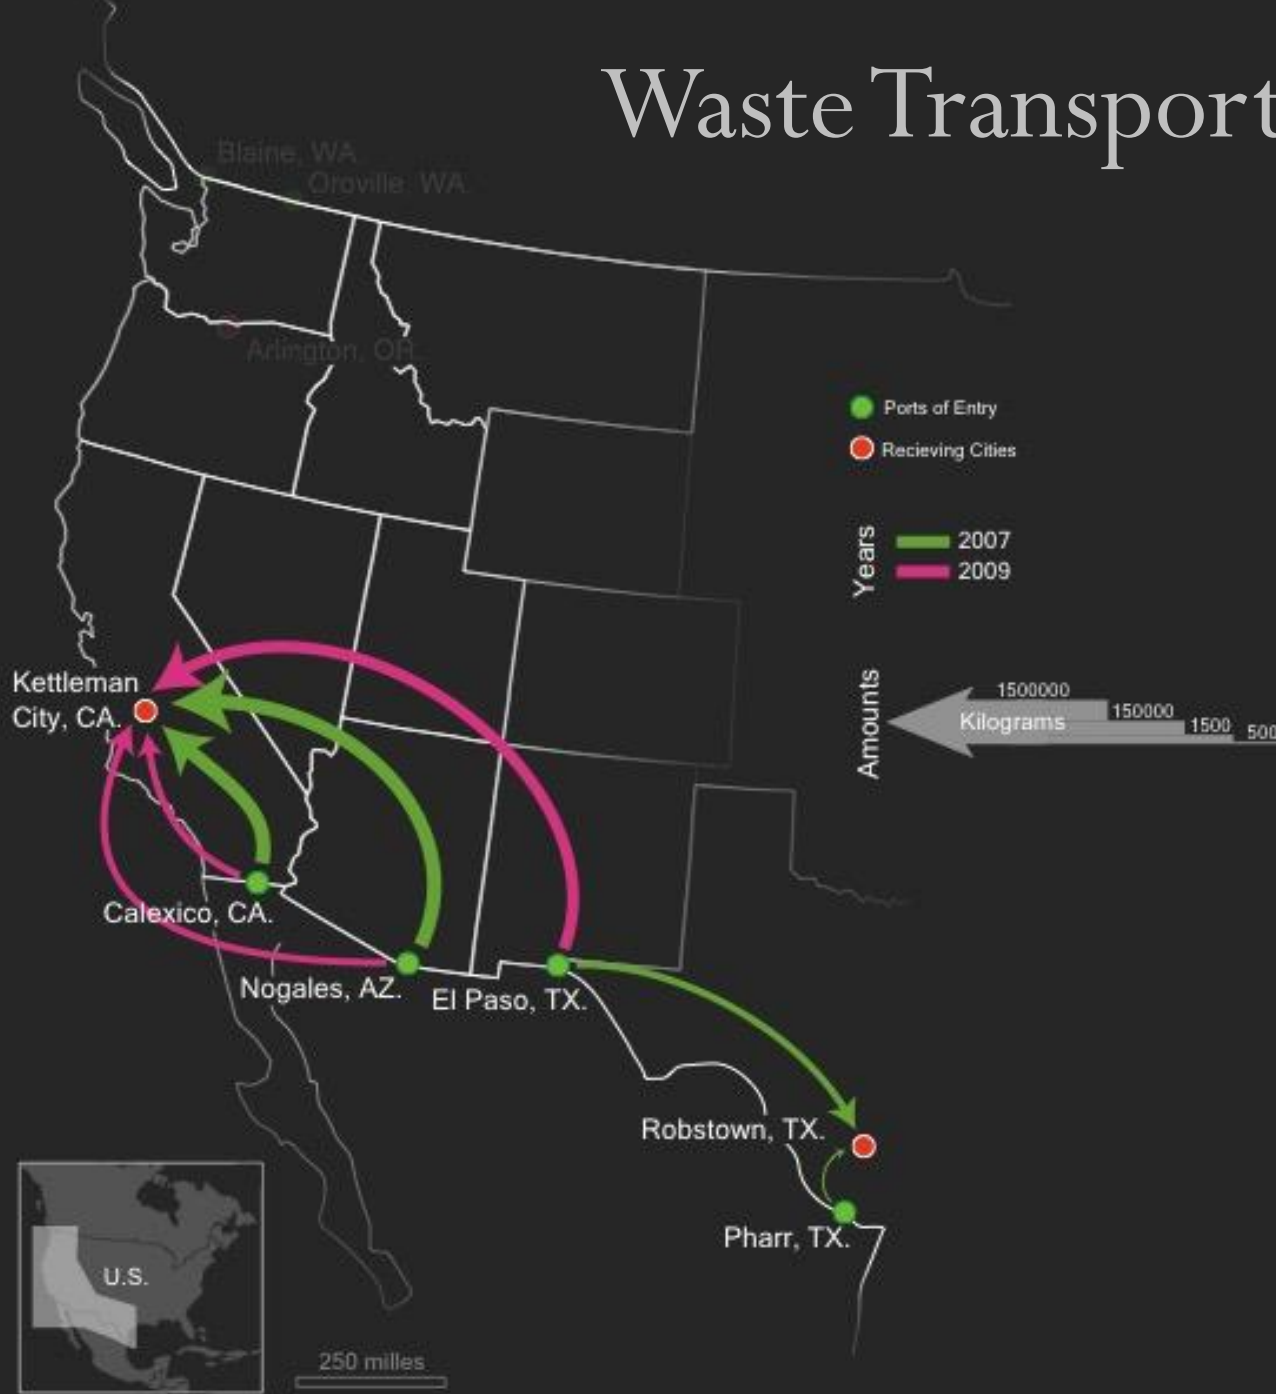 Waste Transport
Blaine, WA.
Oroville, WA.
Arlington, OR.
Ports of Entry
Recieving Cities
Years
2007
2009
Kettleman
City, CA.
Amounts
1500000
Kilograms
150000
1500
500
Calexico, CA.
Nogales, AZ.
El Paso, TX.
Robstown, TX.
Pharr, TX.
U.S.
250 milles